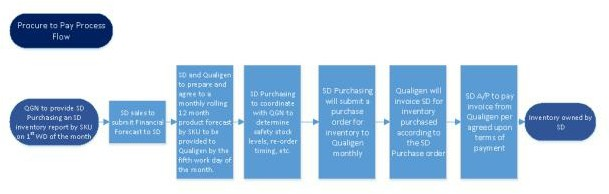 Procure to Pay Process
Flow
QGN to provide SD
Purchasing an SD
inventory report by SKU
on 1st WD of the month
SD sales to
submit Financial
Forecast to SD
SD and Qualigen
to prepare and
agree to a
monthly rolling
12 month
product forecast
by SKU to be
provided to
Qualigen by the
fifth work day of
the month.
SD Purchasing to
coordinate with
QGN to
determine
safety stock
levels, re-order
timing, etc.
SD Purchasing
will submit a
purchase
order for
inventory to
Qualigen
monthly
Qualigen will
invoice SD for
inventory
purchased
according to
the SD
Purchase order
SD A/P to pay
invoice from
Qualigen per
agreed upon
terms of
payment
Inventory owned by
SD